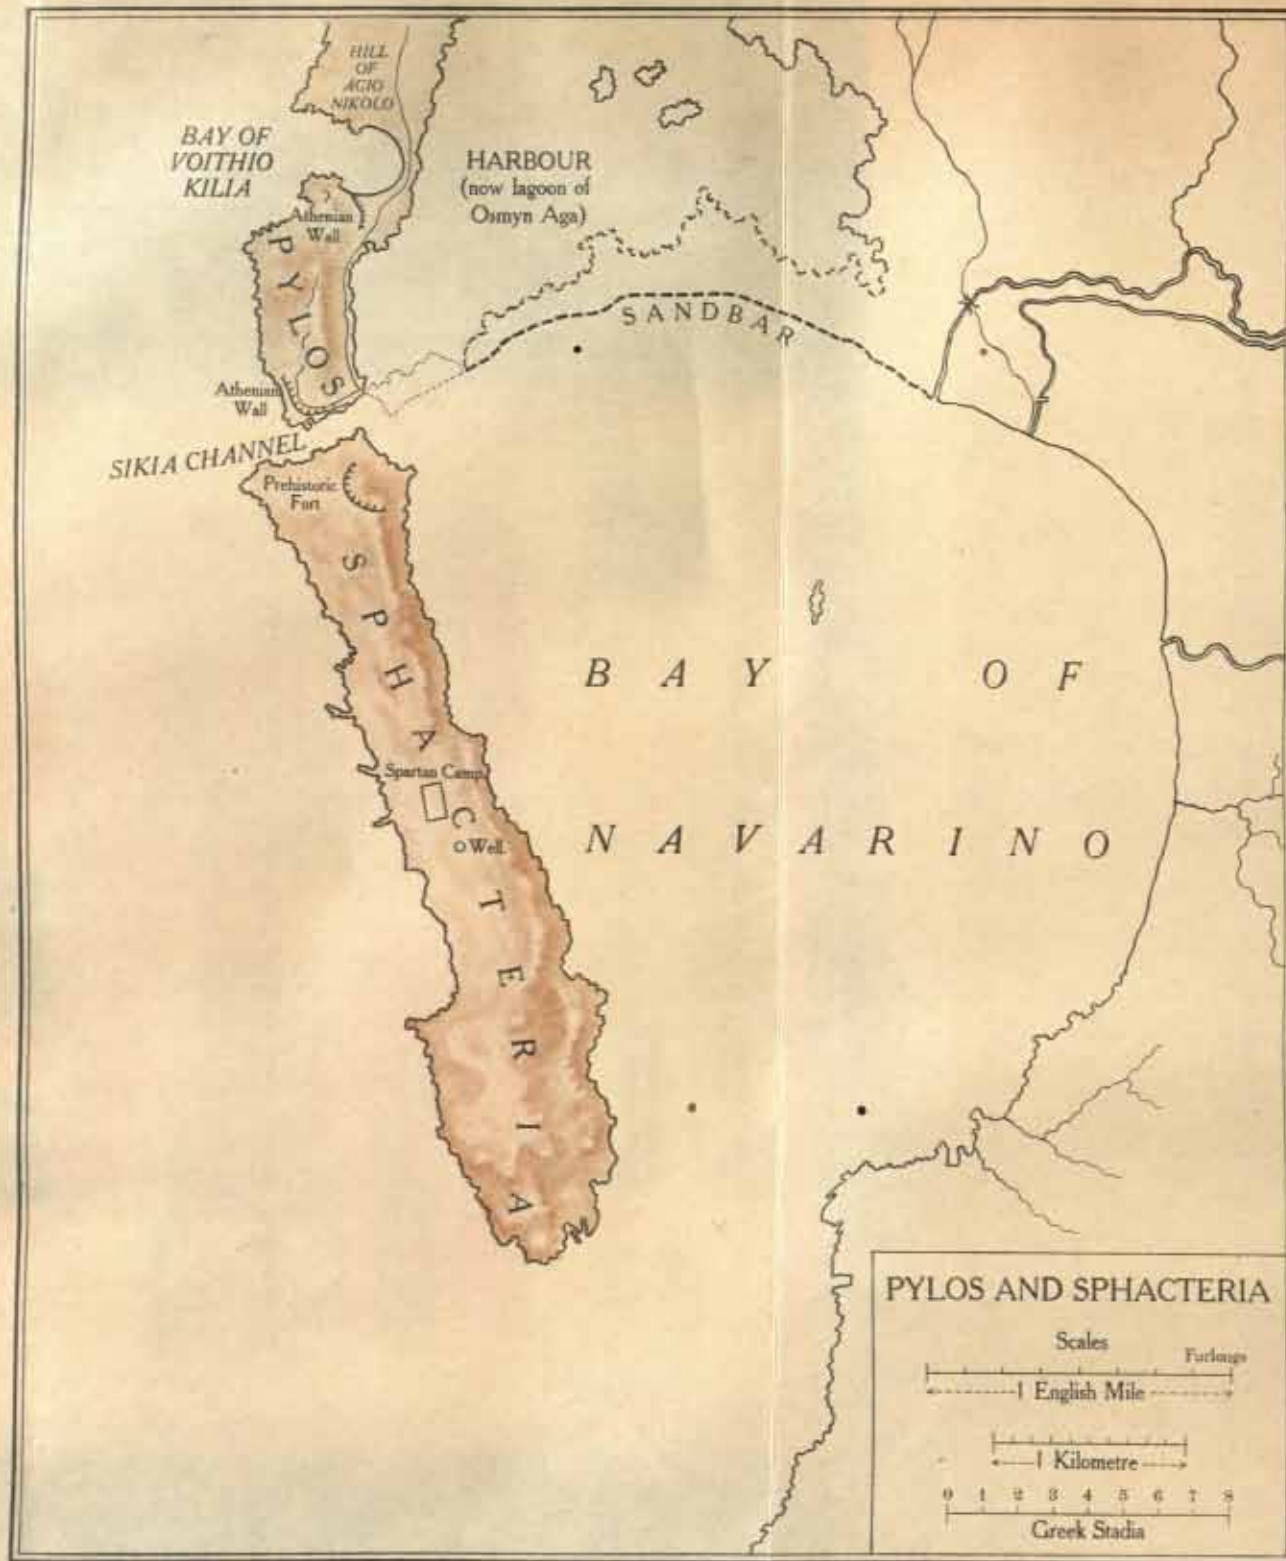 HILL
OF
ACIO
NIKOLO
BAY OF
VOITHIO
KILIA
HARBOUR
(now lagoon of
Osmyn Aga)
Athenian
Wall
PYLOS
SANDBAR
Athenian
Wall
SIKIA CHANNEL
Prehistoric
Fort
SPHACTERIA
BAY OF
NAVARINO
Spartan Camp
Well
PYLOS AND SPHACTERIA
Scales
Furlongs
1 English Mile
1 Kilometre
0 1 2 3 4 5 6 7 8
Greek Stadia